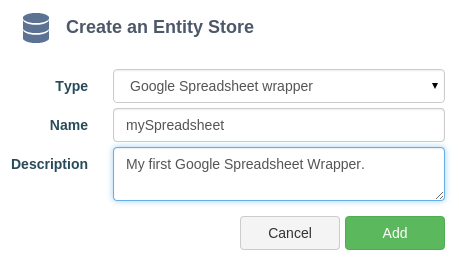 Create an Entity Store
Type Google Spreadsheet wrapper
Name mySpreadsheet
Description My first Google Spreadsheet Wrapper.
Cancel Add